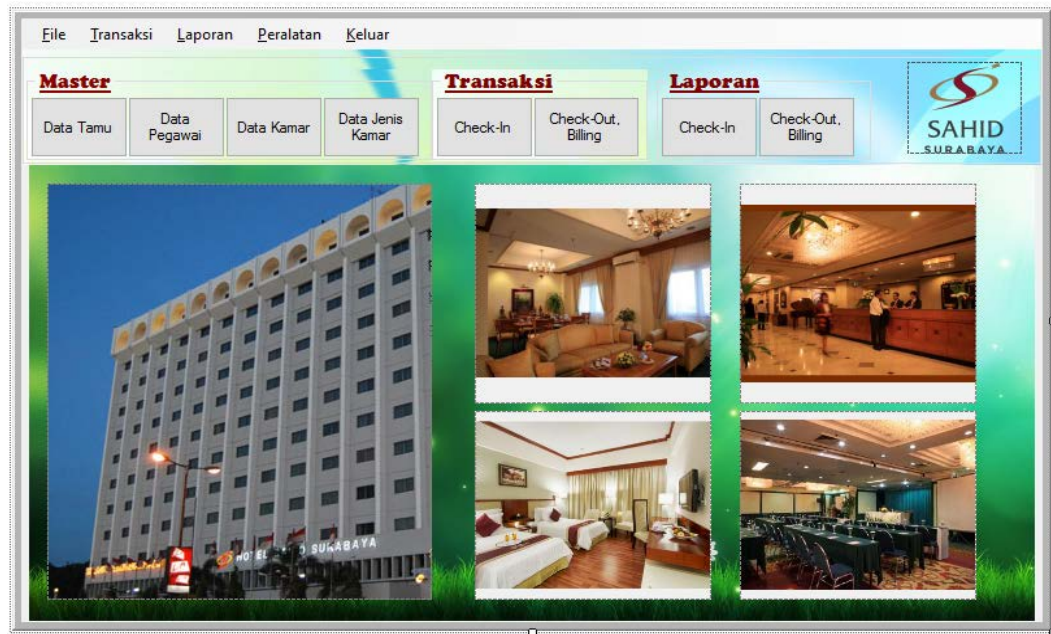 File Transaksi Laporan Peralatan Keluar
Master Transaksi Laporan
Data Tamu
Data
Pegawai
Data Kamar
Data Jenis
Kamar
Check-In
Check-Out,
Billing
Check-In
Check-Out,
Billing
SAHID
SURABAYA
SURABAYA